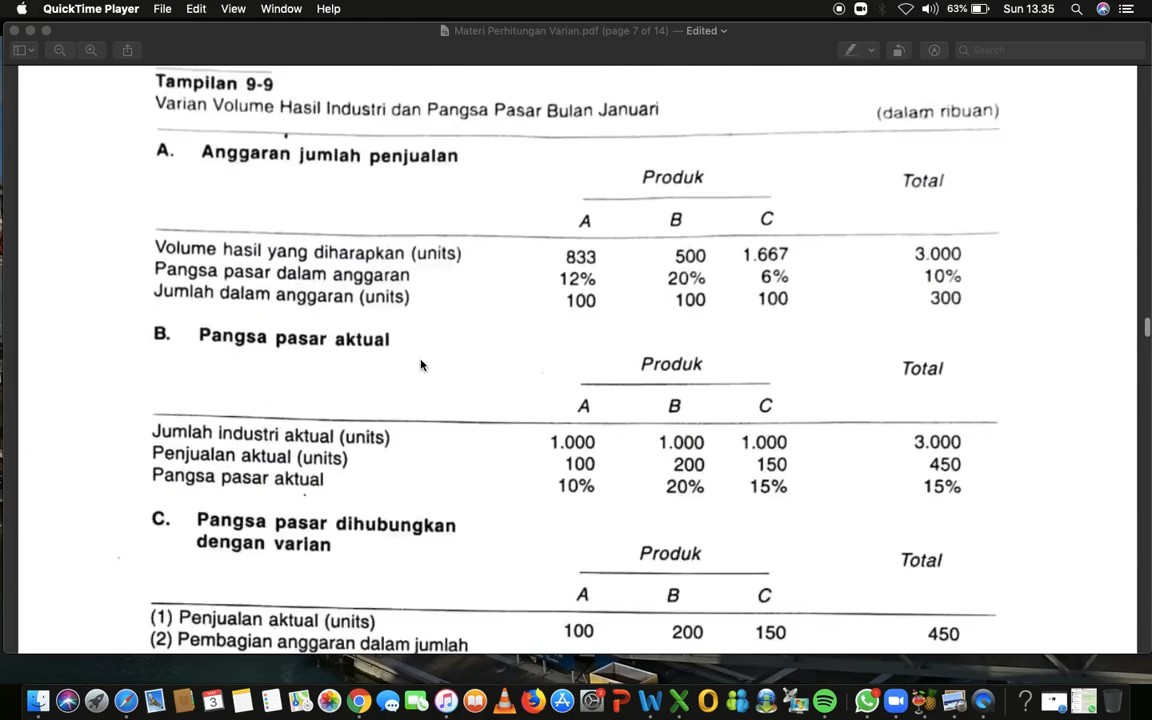 QuickTime Player File Edit View Window Help 63% Sun 13.35
Materi Perhitungan Varian.pdf (page 7 of 14) — Edited
Search
Tampilan 9-9
Varian Volume Hasil Industri dan Pangsa Pasar Bulan Januari (dalam ribuan)
A. Anggaran jumlah penjualan
Produk Total
A B C
Volume hasil yang diharapkan (units) 833 500 1.667 3.000
Pangsa pasar dalam anggaran 12% 20% 6% 10%
Jumlah dalam anggaran (units) 100 100 100 300
B. Pangsa pasar aktual
Produk Total
A B C
Jumlah industri aktual (units) 1.000 1.000 1.000 3.000
Penjualan aktual (units) 100 200 150 450
Pangsa pasar aktual 10% 20% 15% 15%
C. Pangsa pasar dihubungkan
dengan varian
Produk Total
A B C
(1) Penjualan aktual (units) 100 200 150 450
(2) Pembagian anggaran dalam jumlah